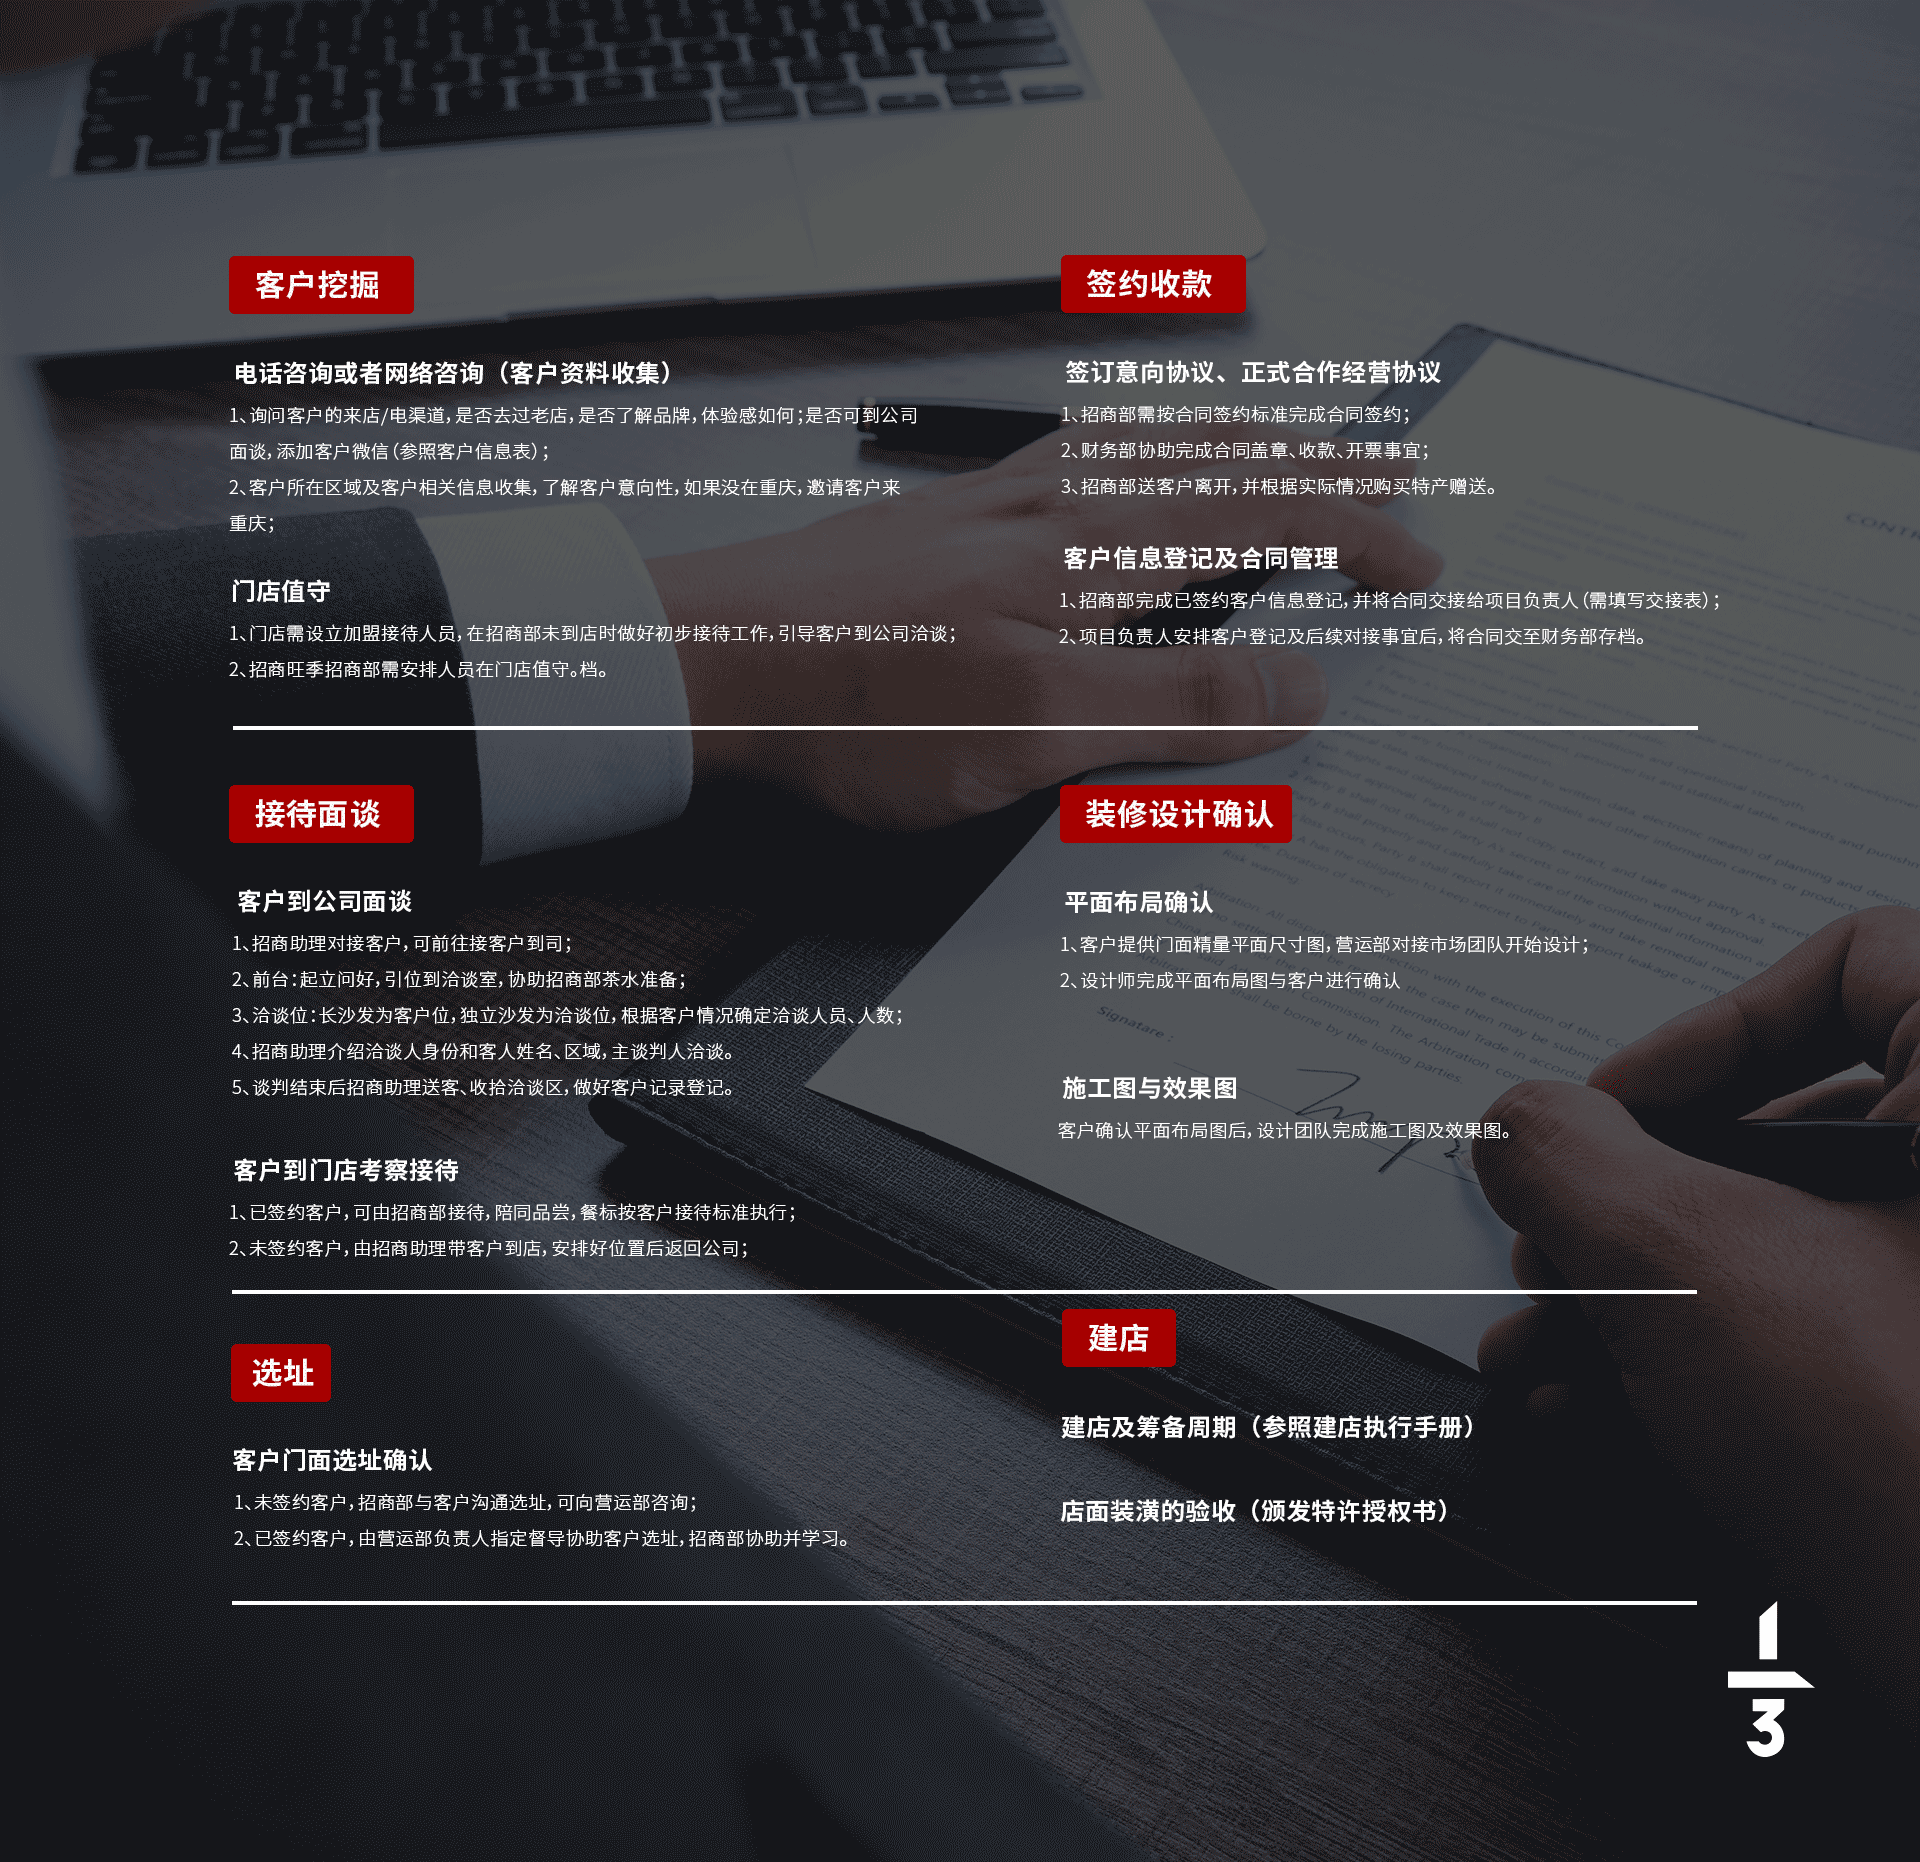 客户挖掘
电话咨询或者网络咨询（客户资料收集）
1、询问客户的来店/电渠道，是否去过老店，是否了解品牌，体验感如何；是否可到公司
面谈，添加客户微信（参照客户信息表）；
2、客户所在区域及客户相关信息收集，了解客户意向性，如果没在重庆，邀请客户来
重庆；
门店值守
1、门店需设立加盟接待人员，在招商部未到店时做好初步接待工作，引导客户到公司洽谈；
2、招商旺季招商部需安排人员在门店值守。档。
签约收款
签订意向协议、正式合作经营协议
1、招商部需按合同签约标准完成合同签约；
2、财务部协助完成合同盖章、收款、开票事宜；
3、招商部送客户离开，并根据实际情况购买特产赠送。
客户信息登记及合同管理
1、招商部完成已签约客户信息登记，并将合同交接给项目负责人（需填写交接表）；
2、项目负责人安排客户登记及后续对接事宜后，将合同交至财务部存档。
接待面谈
客户到公司面谈
1、招商助理对接客户，可前往接客户到司；
2、前台：起立问好，引位到洽谈室，协助招商部茶水准备；
3、洽谈位：长沙发为客户位，独立沙发为洽谈位，根据客户情况确定洽谈人员、人数；
4、招商助理介绍洽谈人身份和客人姓名、区域，主谈判人洽谈。
5、谈判结束后招商助理送客、收拾洽谈区，做好客户记录登记。
客户到门店考察接待
1、已签约客户，可由招商部接待，陪同品尝，餐标按客户接待标准执行；
2、未签约客户，由招商助理带客户到店，安排好位置后返回公司；
装修设计确认
平面布局确认
1、客户提供门面精量平面尺寸图，营运部对接市场团队开始设计；
2、设计师完成平面布局图与客户进行确认
施工图与效果图
客户确认平面布局图后，设计团队完成施工图及效果图。
Signatare :
选址
客户门面选址确认
1、未签约客户，招商部与客户沟通选址，可向营运部咨询；
2、已签约客户，由营运部负责人指定督导协助客户选址，招商部协助并学习。
建店
建店及筹备周期（参照建店执行手册）
店面装潢的验收（颁发特许授权书）
1
3